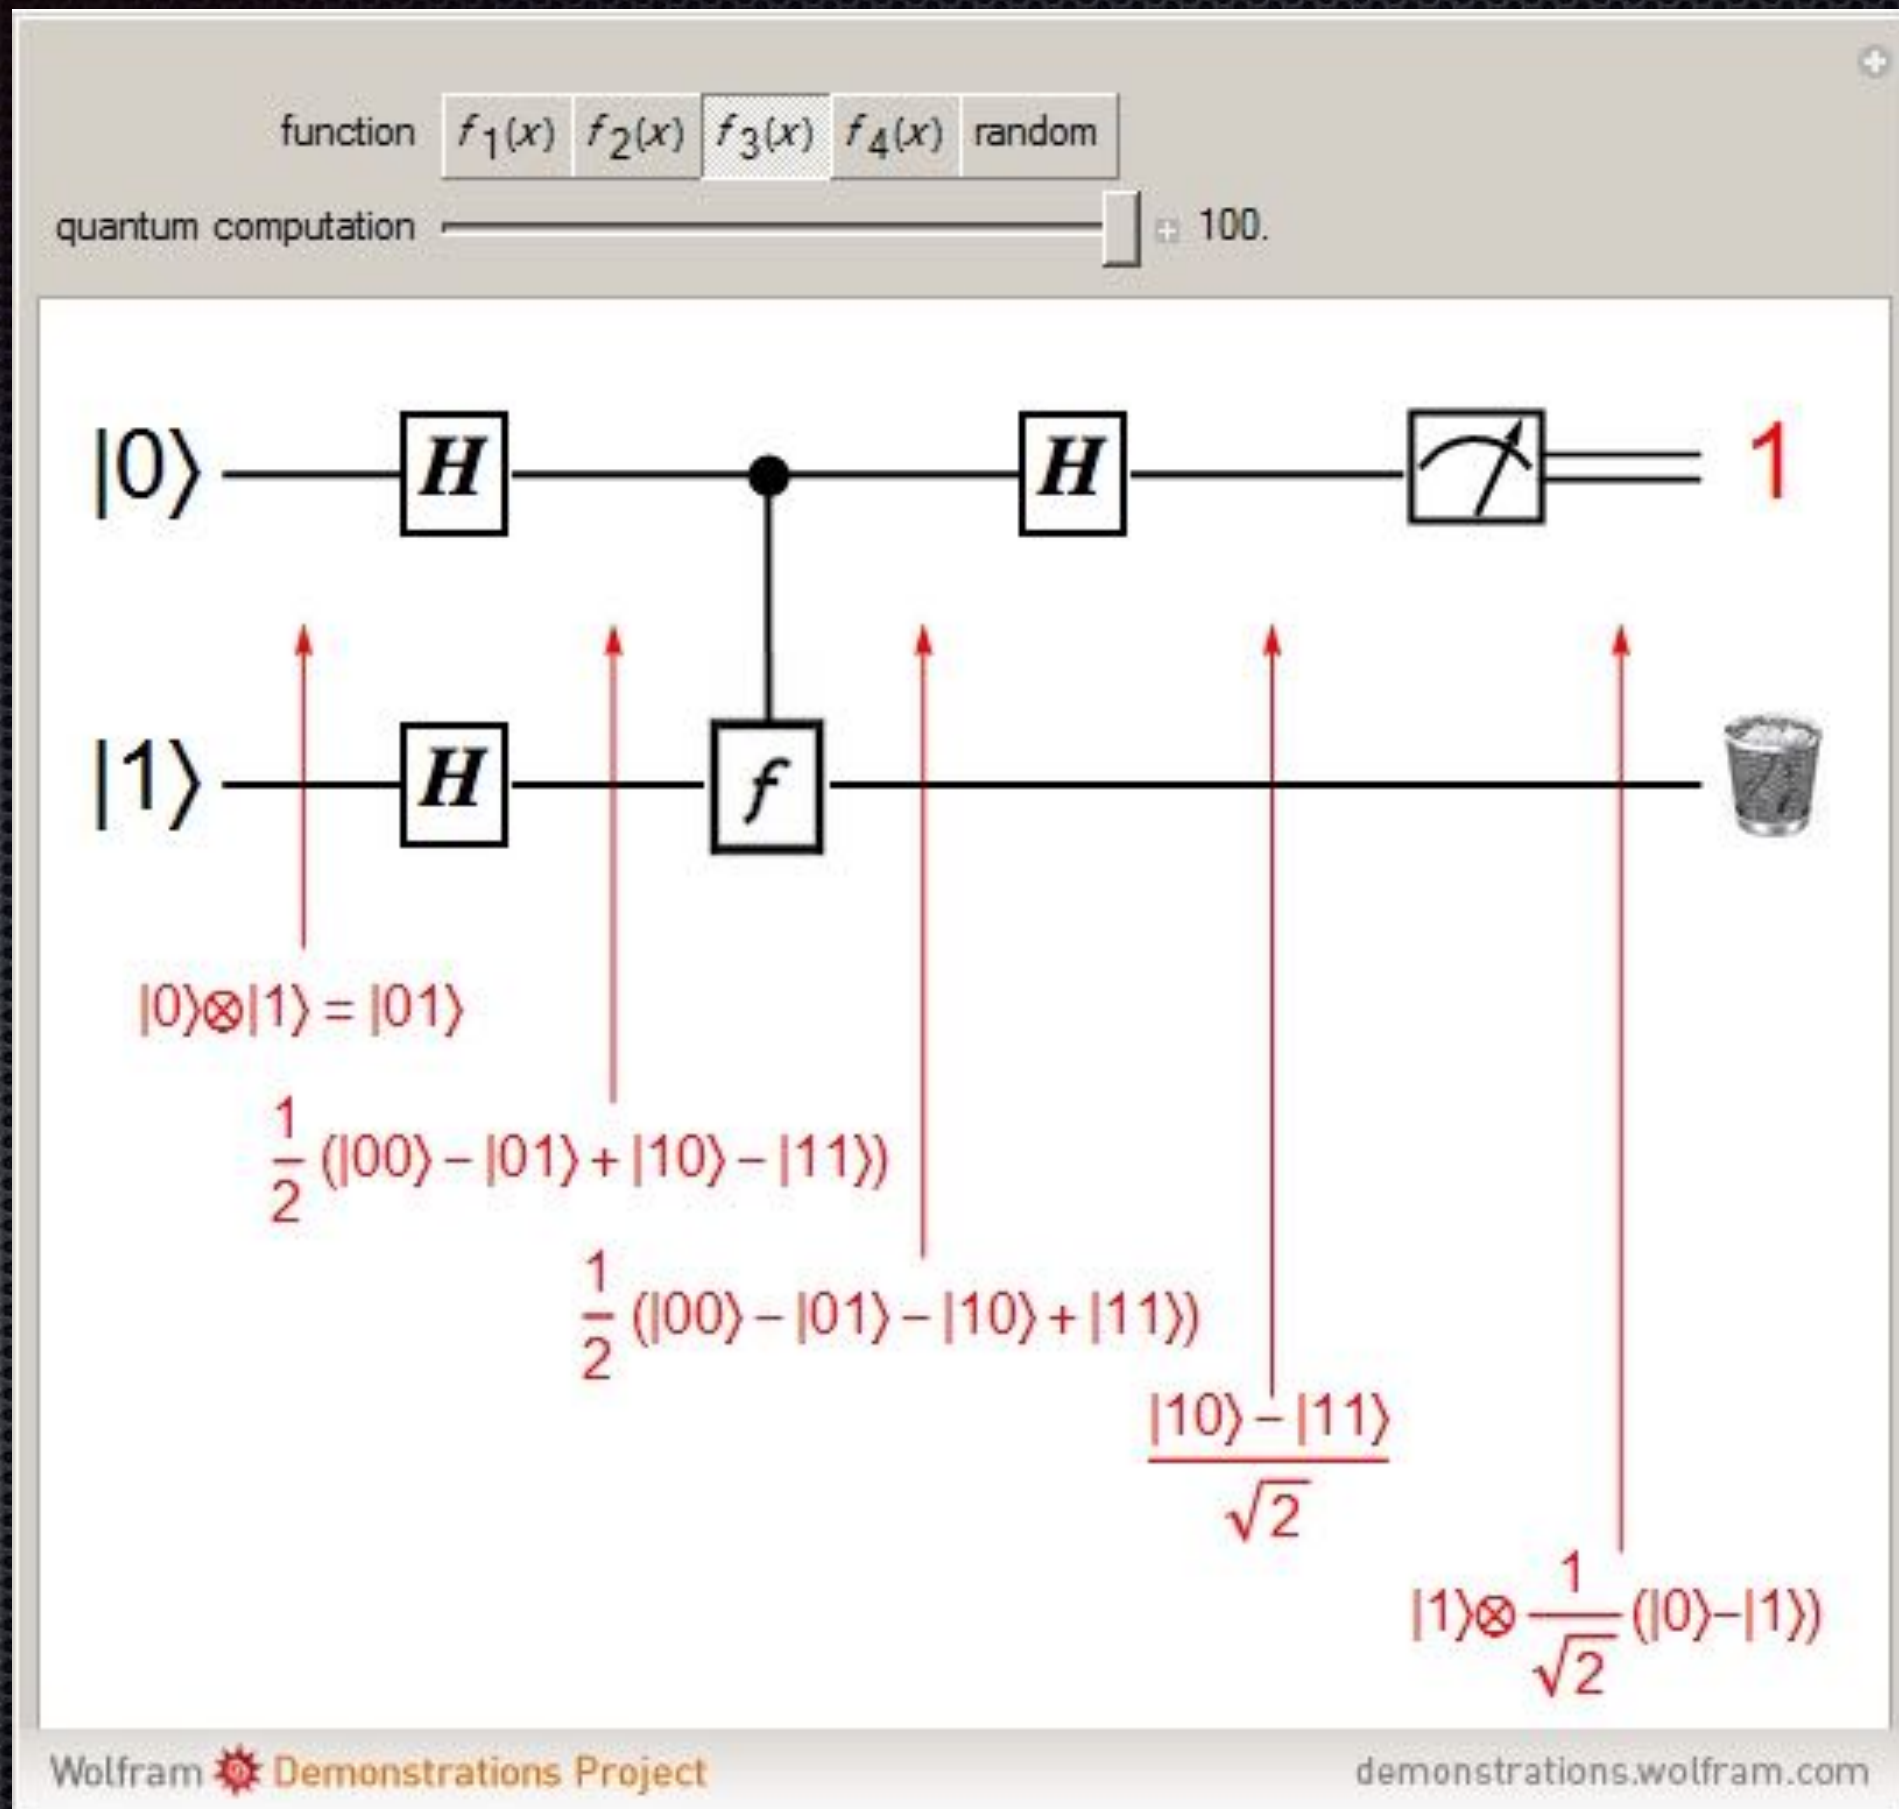 function f1(x) f2(x) f3(x) f4(x) random
quantum computation 100.
|0⟩ H H 1
|1⟩ H f
|0⟩⊗|1⟩ = |01⟩
1/2 (|00⟩ − |01⟩ + |10⟩ − |11⟩)
1/2 (|00⟩ − |01⟩ − |10⟩ + |11⟩)
|10⟩ − |11⟩ / √2
|1⟩⊗ 1/√2 (|0⟩−|1⟩)
Wolfram Demonstrations Project demonstrations.wolfram.com